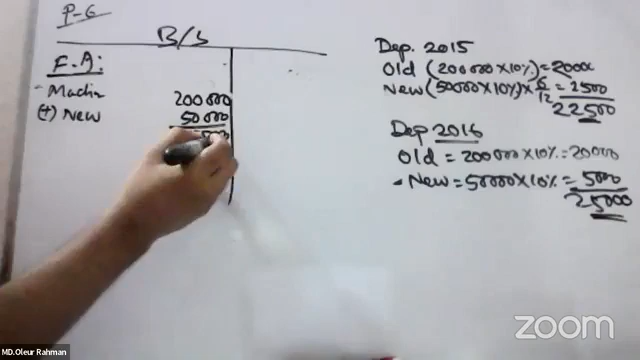 P-6
B/S
F.A:
- Machin 200000
(+) New 50000
Dep. 2015
Old (200000×10%)=20000
New (50000×10%)×6/12=2500
22500
Dep 2016
Old = 200000×10%=20000
- New = 50000×10%=5000
25000
zoom
MD.Oleur Rahman